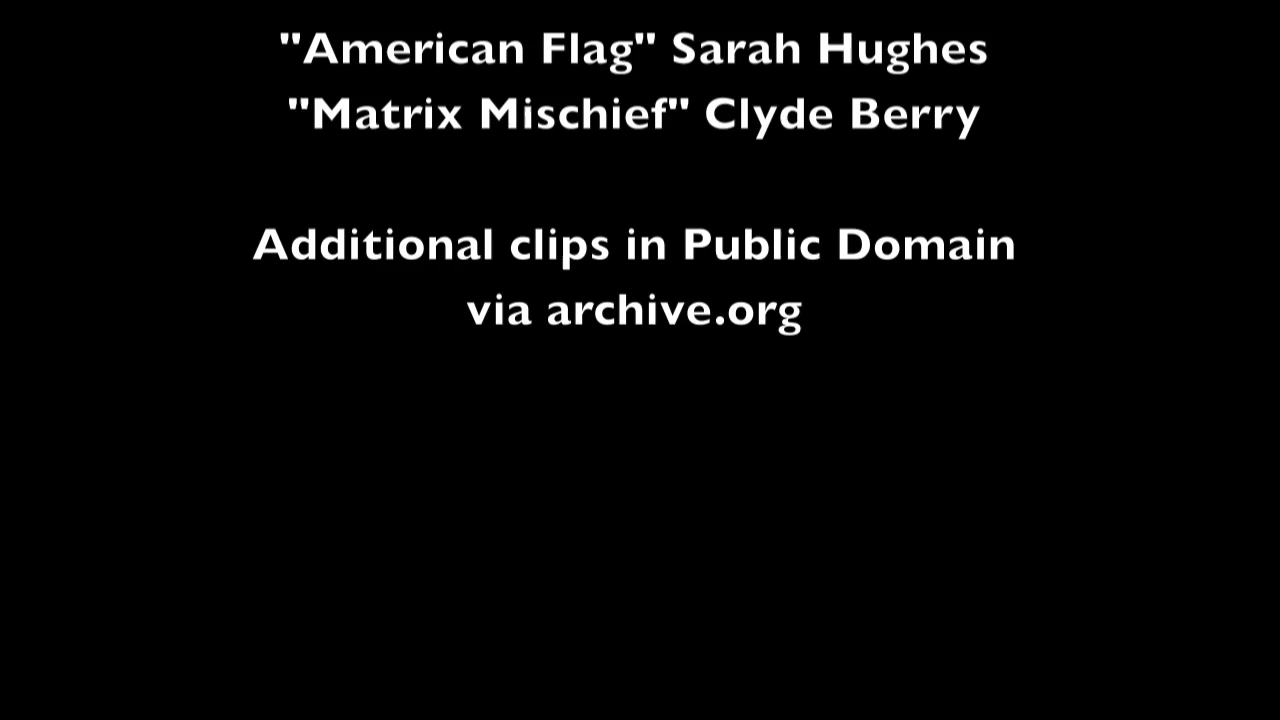 "American Flag" Sarah Hughes
"Matrix Mischief" Clyde Berry
Additional clips in Public Domain
via archive.org